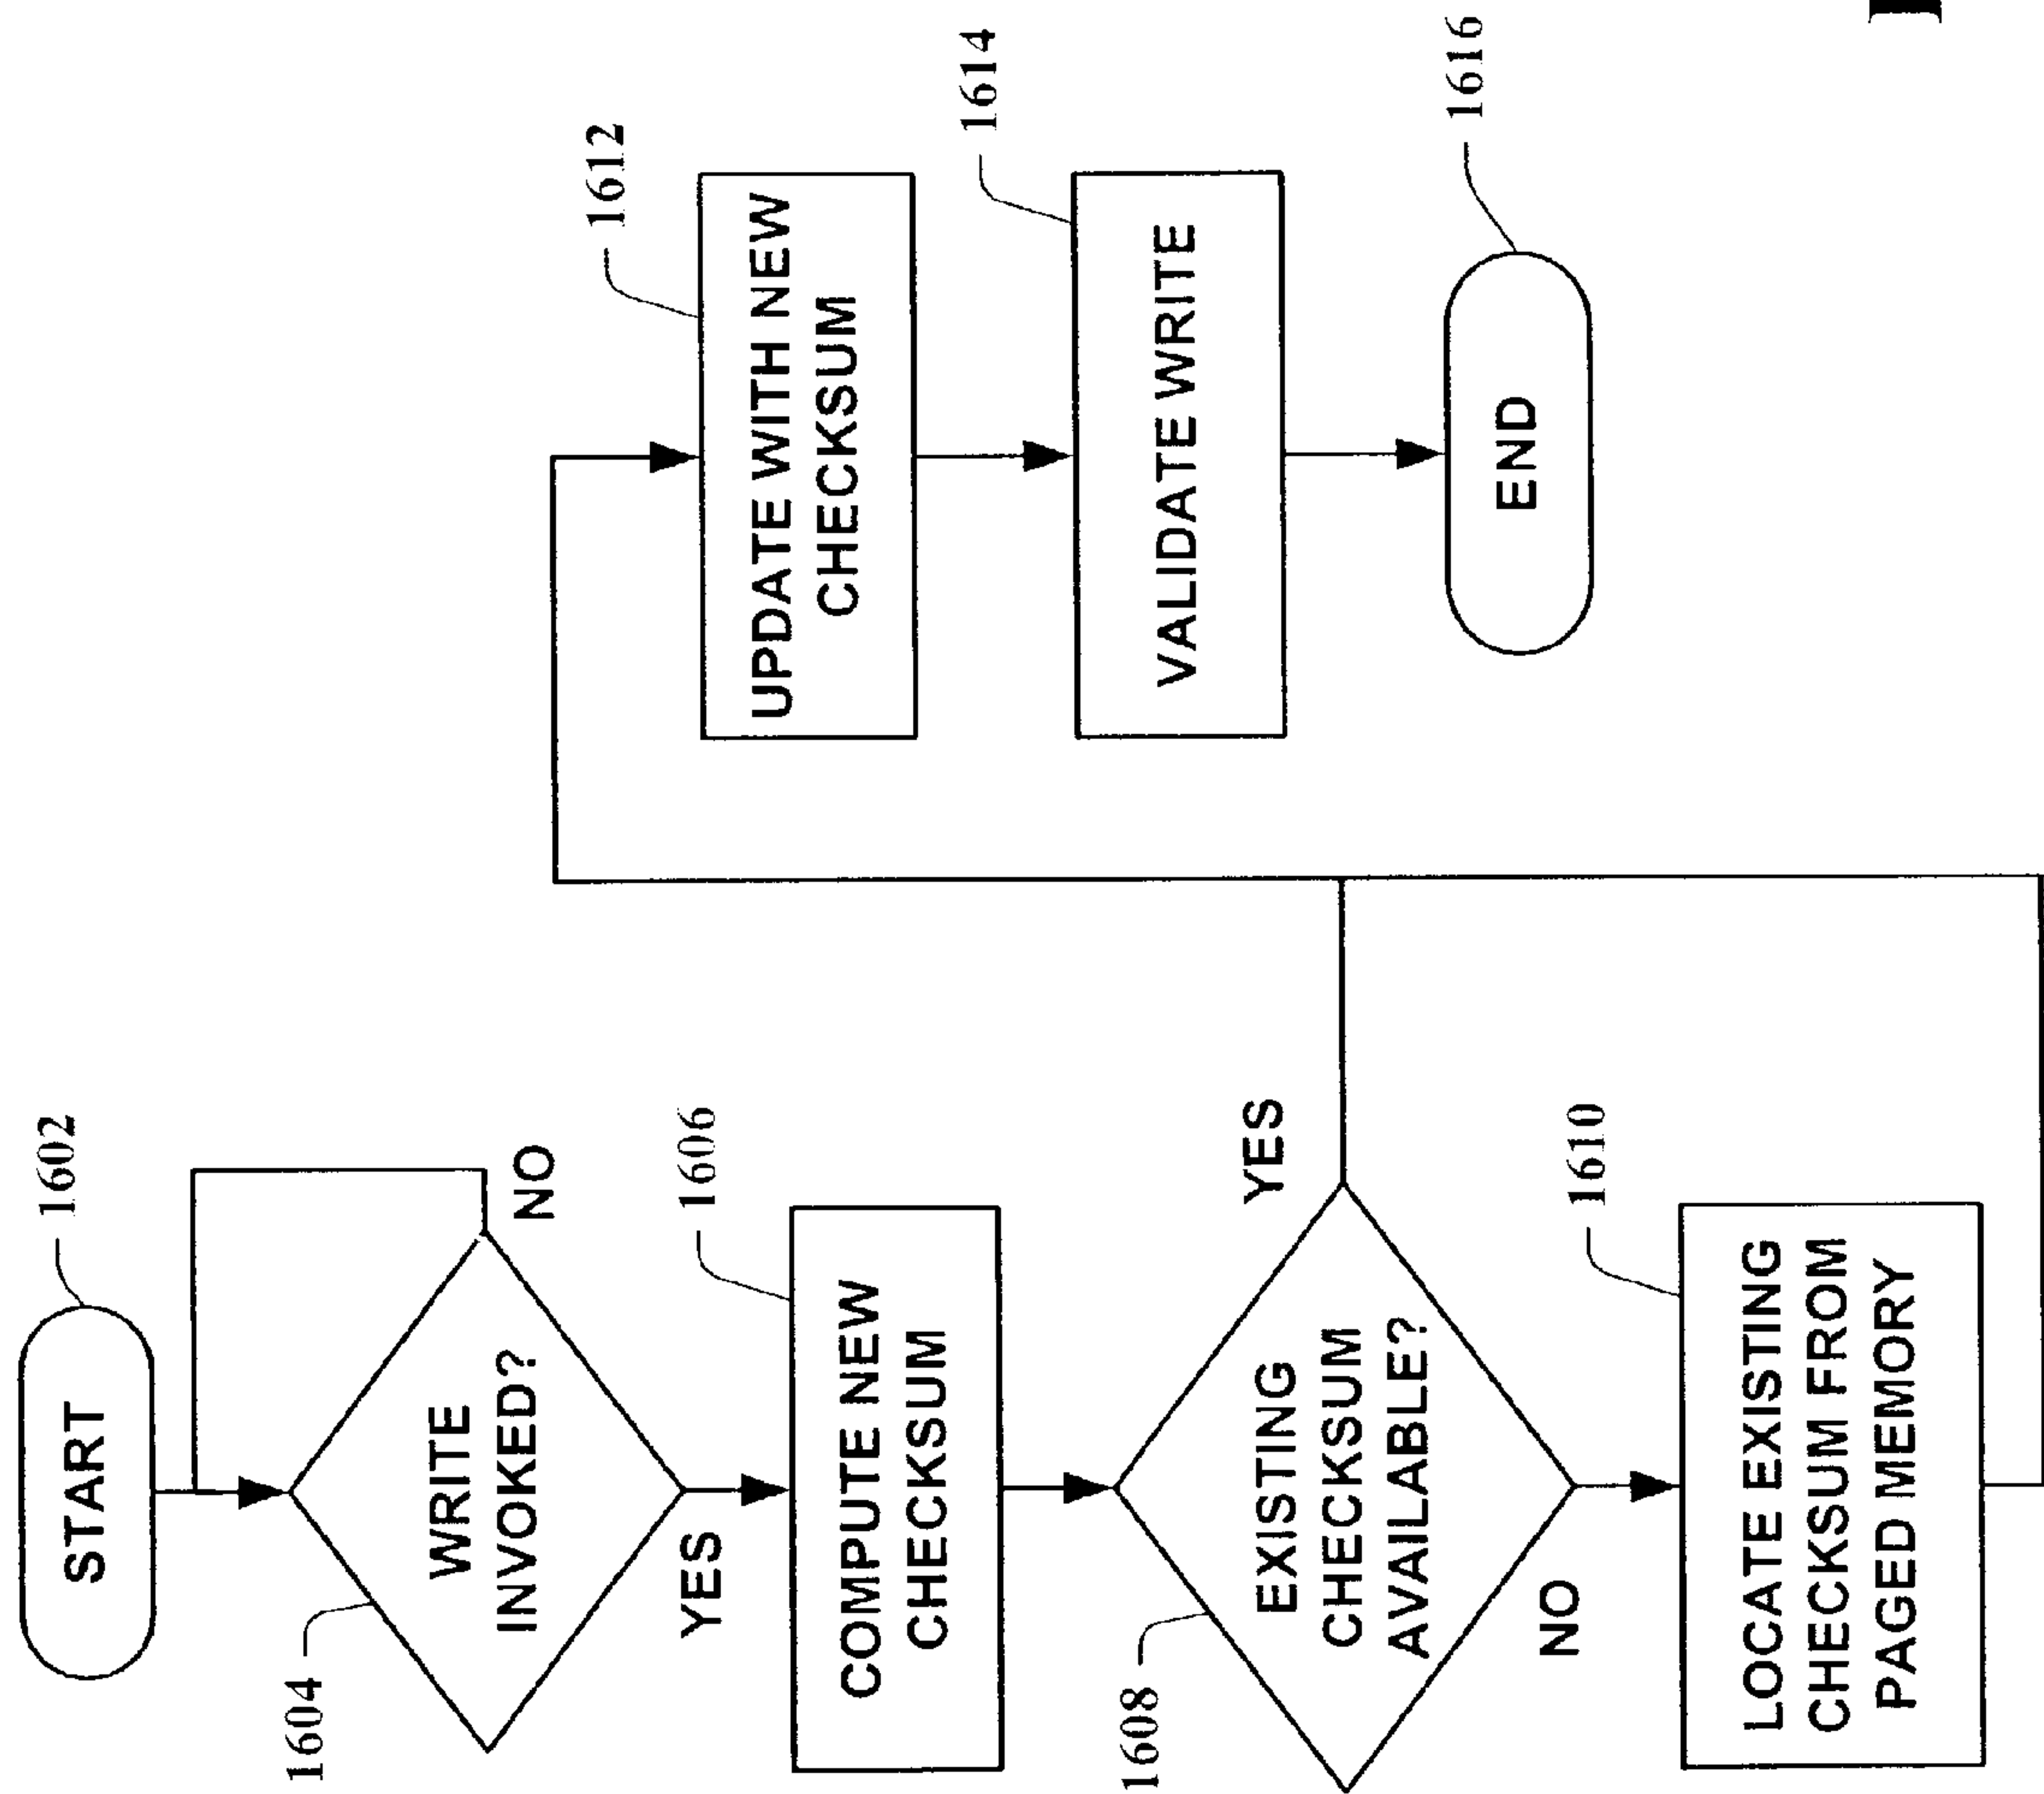 START
1602
1604
WRITE
INVOKED?
NO
YES
1606
COMPUTE NEW
CHECKSUM
1608
EXISTING
CHECKSUM
AVAILABLE?
YES
NO
1610
LOCATE EXISTING
CHECKSUM FROM
PAGED MEMORY
1612
UPDATE WITH NEW
CHECKSUM
1614
VALIDATE WRITE
1616
END